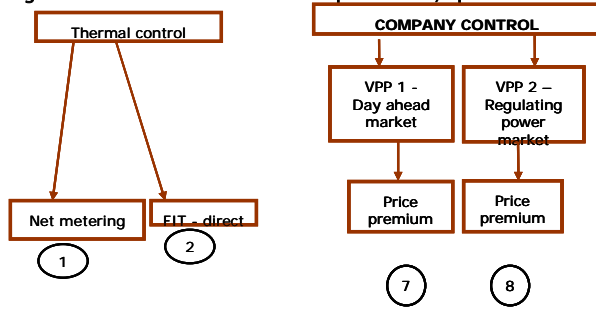 Thermal control
COMPANY CONTROL
VPP 1 -
Day ahead
market
VPP 2 –
Regulating
power
market
Net metering
FIT - direct
Price
premium
Price
premium
1
2
7
8